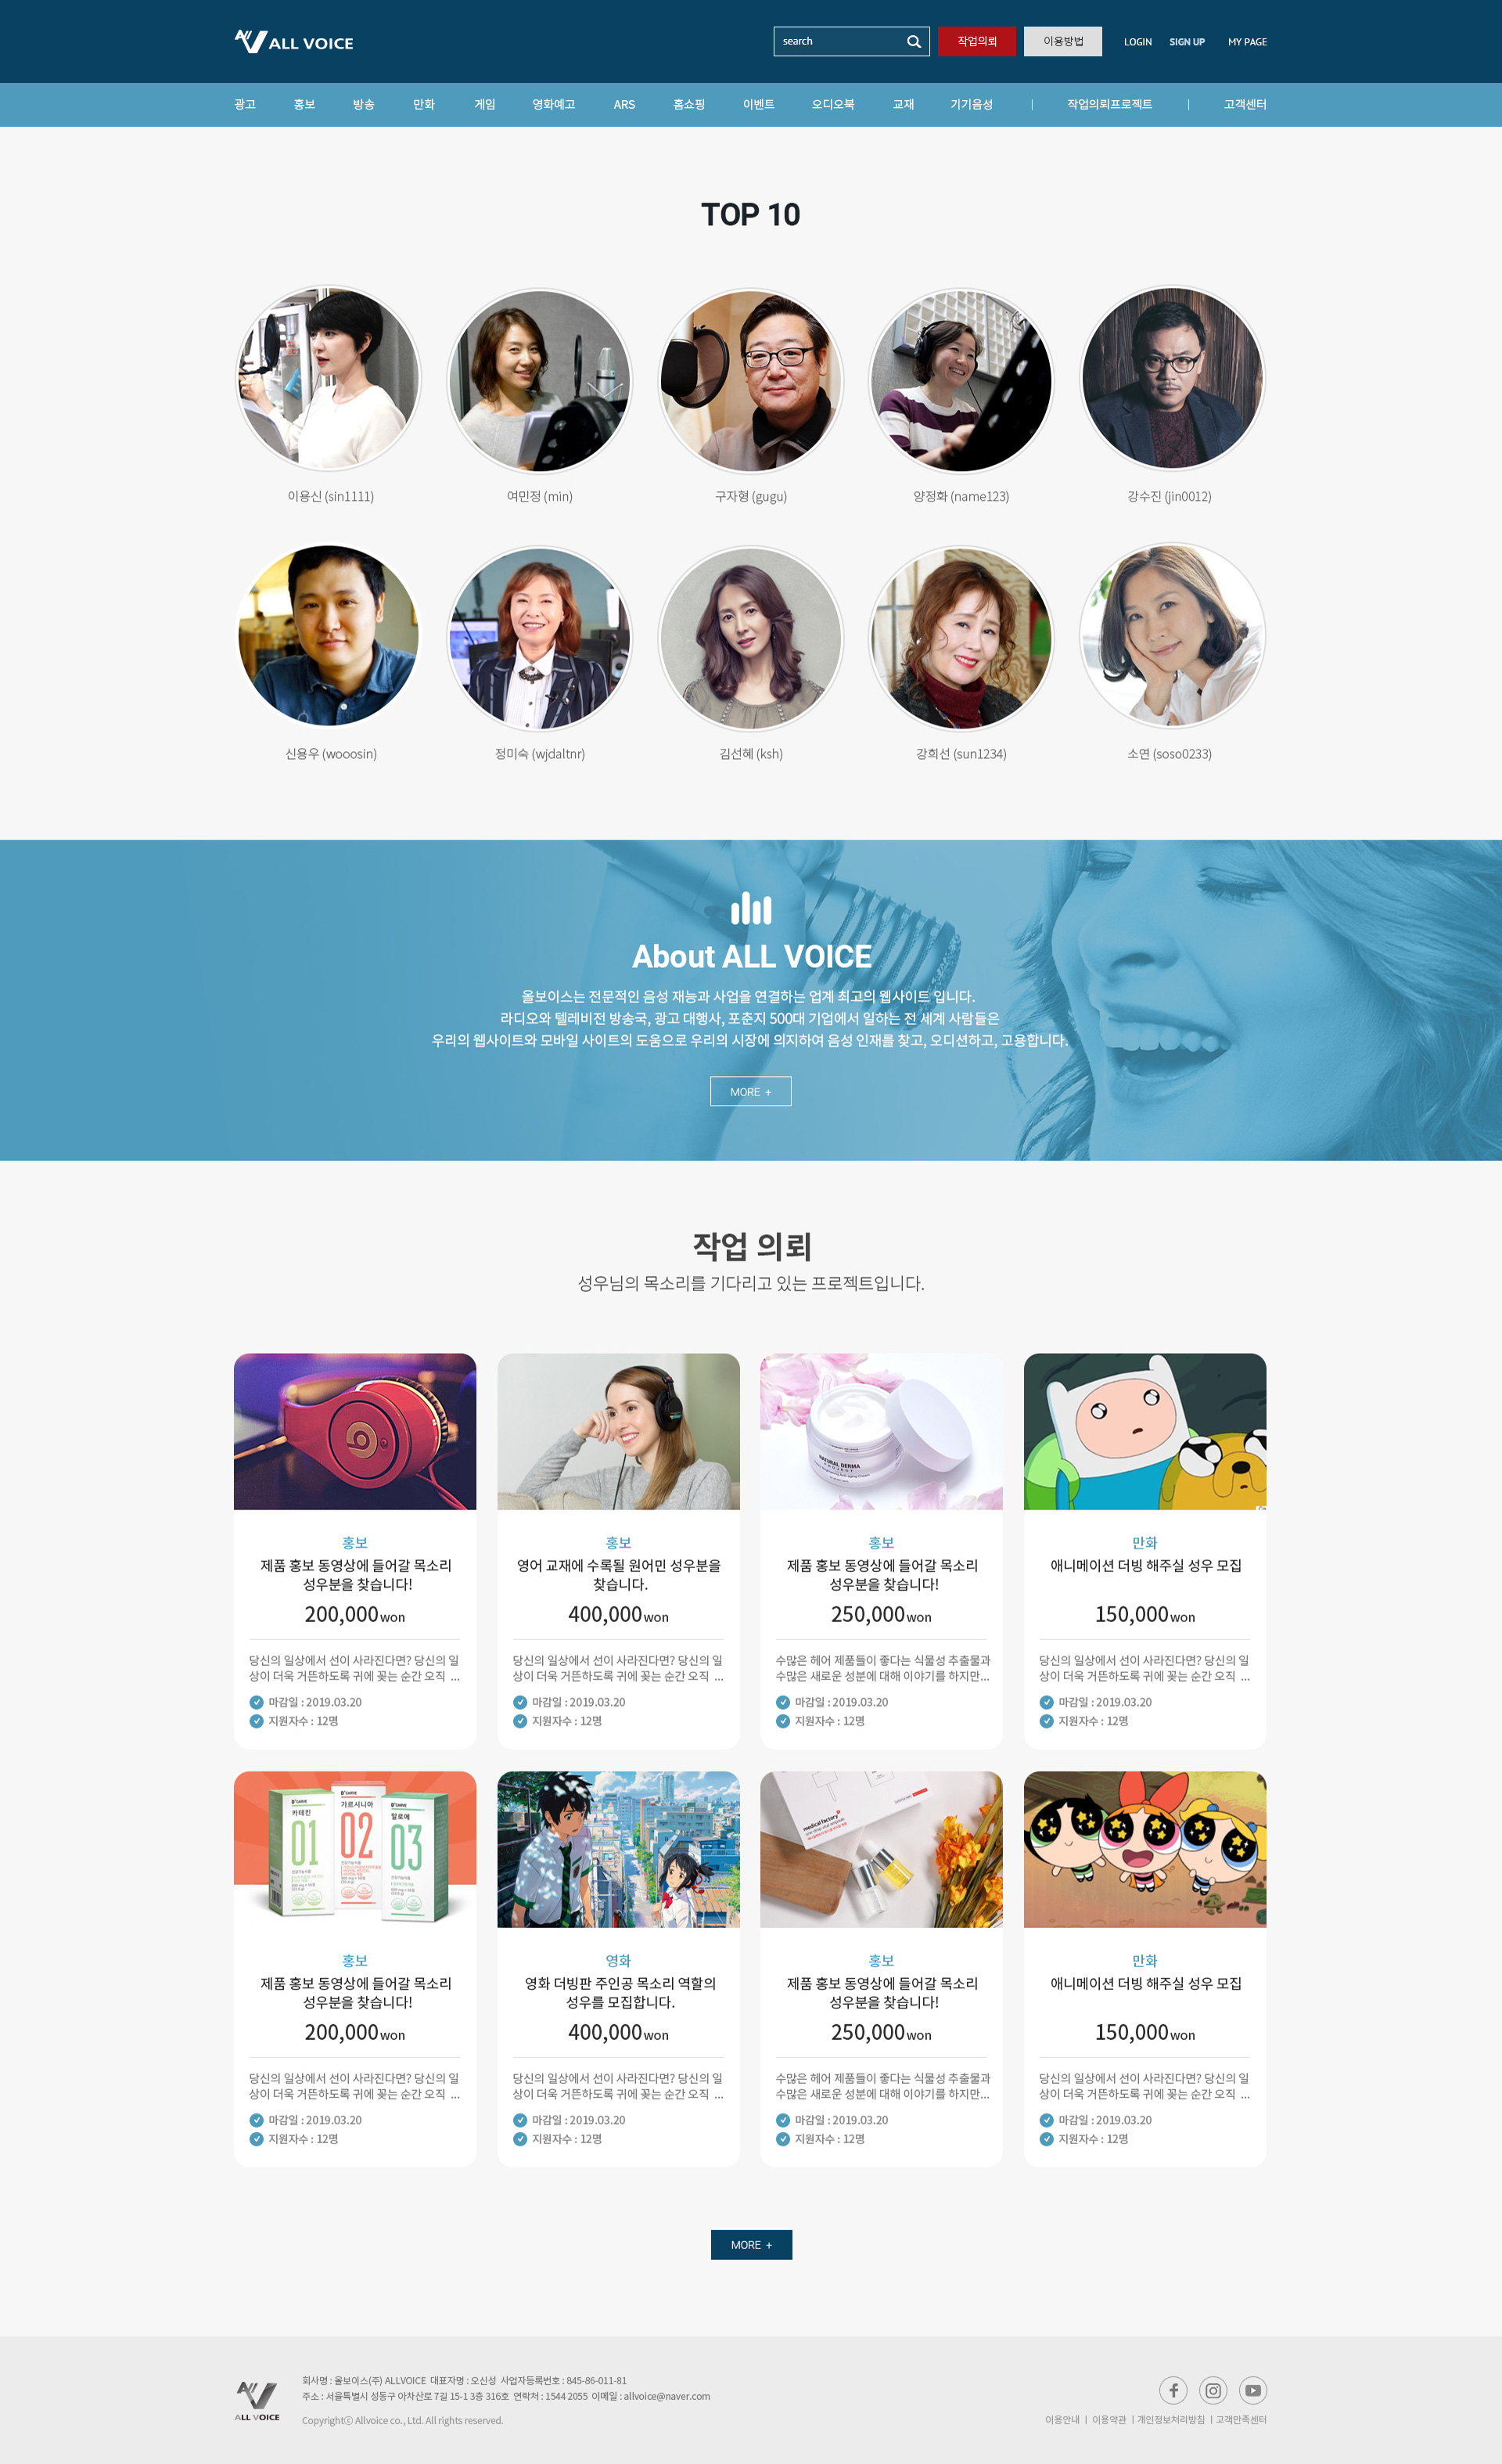 ALL VOICE
search
작업의뢰
이용방법
LOGIN SIGN UP MY PAGE
광고 홍보 방송 만화 게임 영화예고 ARS 홈쇼핑 이벤트 오디오북 교재 기기음성 | 작업의뢰프로젝트 | 고객센터
TOP 10
이용신 (sin1111) 여민정 (min) 구자형 (gugu) 양정화 (name123) 강수진 (jin0012)
신용우 (wooosin) 정미숙 (wjdaltnr) 김선혜 (ksh) 강희선 (sun1234) 소연 (soso0233)
About ALL VOICE
올보이스는 전문적인 음성 재능과 사업을 연결하는 업계 최고의 웹사이트 입니다.
라디오와 텔레비전 방송국, 광고 대행사, 포춘지 500대 기업에서 일하는 전 세계 사람들은
우리의 웹사이트와 모바일 사이트의 도움으로 우리의 시장에 의지하여 음성 인재를 찾고, 오디션하고, 고용합니다.
MORE +
작업 의뢰
성우님의 목소리를 기다리고 있는 프로젝트입니다.
홍보
제품 홍보 동영상에 들어갈 목소리
성우분을 찾습니다!
200,000won
당신의 일상에서 선이 사라진다면? 당신의 일
상이 더욱 거뜬하도록 귀에 꽂는 순간 오직 ...
마감일 : 2019.03.20
지원자수 : 12명
홍보
영어 교재에 수록될 원어민 성우분을
찾습니다.
400,000won
당신의 일상에서 선이 사라진다면? 당신의 일
상이 더욱 거뜬하도록 귀에 꽂는 순간 오직 ...
마감일 : 2019.03.20
지원자수 : 12명
NATURAL DERMA
PROJECT
홍보
제품 홍보 동영상에 들어갈 목소리
성우분을 찾습니다!
250,000won
수많은 헤어 제품들이 좋다는 식물성 추출물과
수많은 새로운 성분에 대해 이야기를 하지만...
마감일 : 2019.03.20
지원자수 : 12명
만화
애니메이션 더빙 해주실 성우 모집
150,000won
당신의 일상에서 선이 사라진다면? 당신의 일
상이 더욱 거뜬하도록 귀에 꽂는 순간 오직 ...
마감일 : 2019.03.20
지원자수 : 12명
카테킨
01
가르시니아
02
알로에
03
홍보
제품 홍보 동영상에 들어갈 목소리
성우분을 찾습니다!
200,000won
당신의 일상에서 선이 사라진다면? 당신의 일
상이 더욱 거뜬하도록 귀에 꽂는 순간 오직 ...
마감일 : 2019.03.20
지원자수 : 12명
영화
영화 더빙판 주인공 목소리 역할의
성우를 모집합니다.
400,000won
당신의 일상에서 선이 사라진다면? 당신의 일
상이 더욱 거뜬하도록 귀에 꽂는 순간 오직 ...
마감일 : 2019.03.20
지원자수 : 12명
medical factory
홍보
제품 홍보 동영상에 들어갈 목소리
성우분을 찾습니다!
250,000won
수많은 헤어 제품들이 좋다는 식물성 추출물과
수많은 새로운 성분에 대해 이야기를 하지만...
마감일 : 2019.03.20
지원자수 : 12명
만화
애니메이션 더빙 해주실 성우 모집
150,000won
당신의 일상에서 선이 사라진다면? 당신의 일
상이 더욱 거뜬하도록 귀에 꽂는 순간 오직 ...
마감일 : 2019.03.20
지원자수 : 12명
MORE +
ALL VOICE
회사명 : 올보이스(주) ALLVOICE 대표자명 : 오신성 사업자등록번호 : 845-86-011-81
주소 : 서울특별시 성동구 아차산로 7길 15-1 3층 316호 연락처 : 1544 2055 이메일 : allvoice@naver.com
Copyrightⓒ Allvoice co., Ltd. All rights reserved.
이용안내 | 이용약관 | 개인정보처리방침 | 고객만족센터